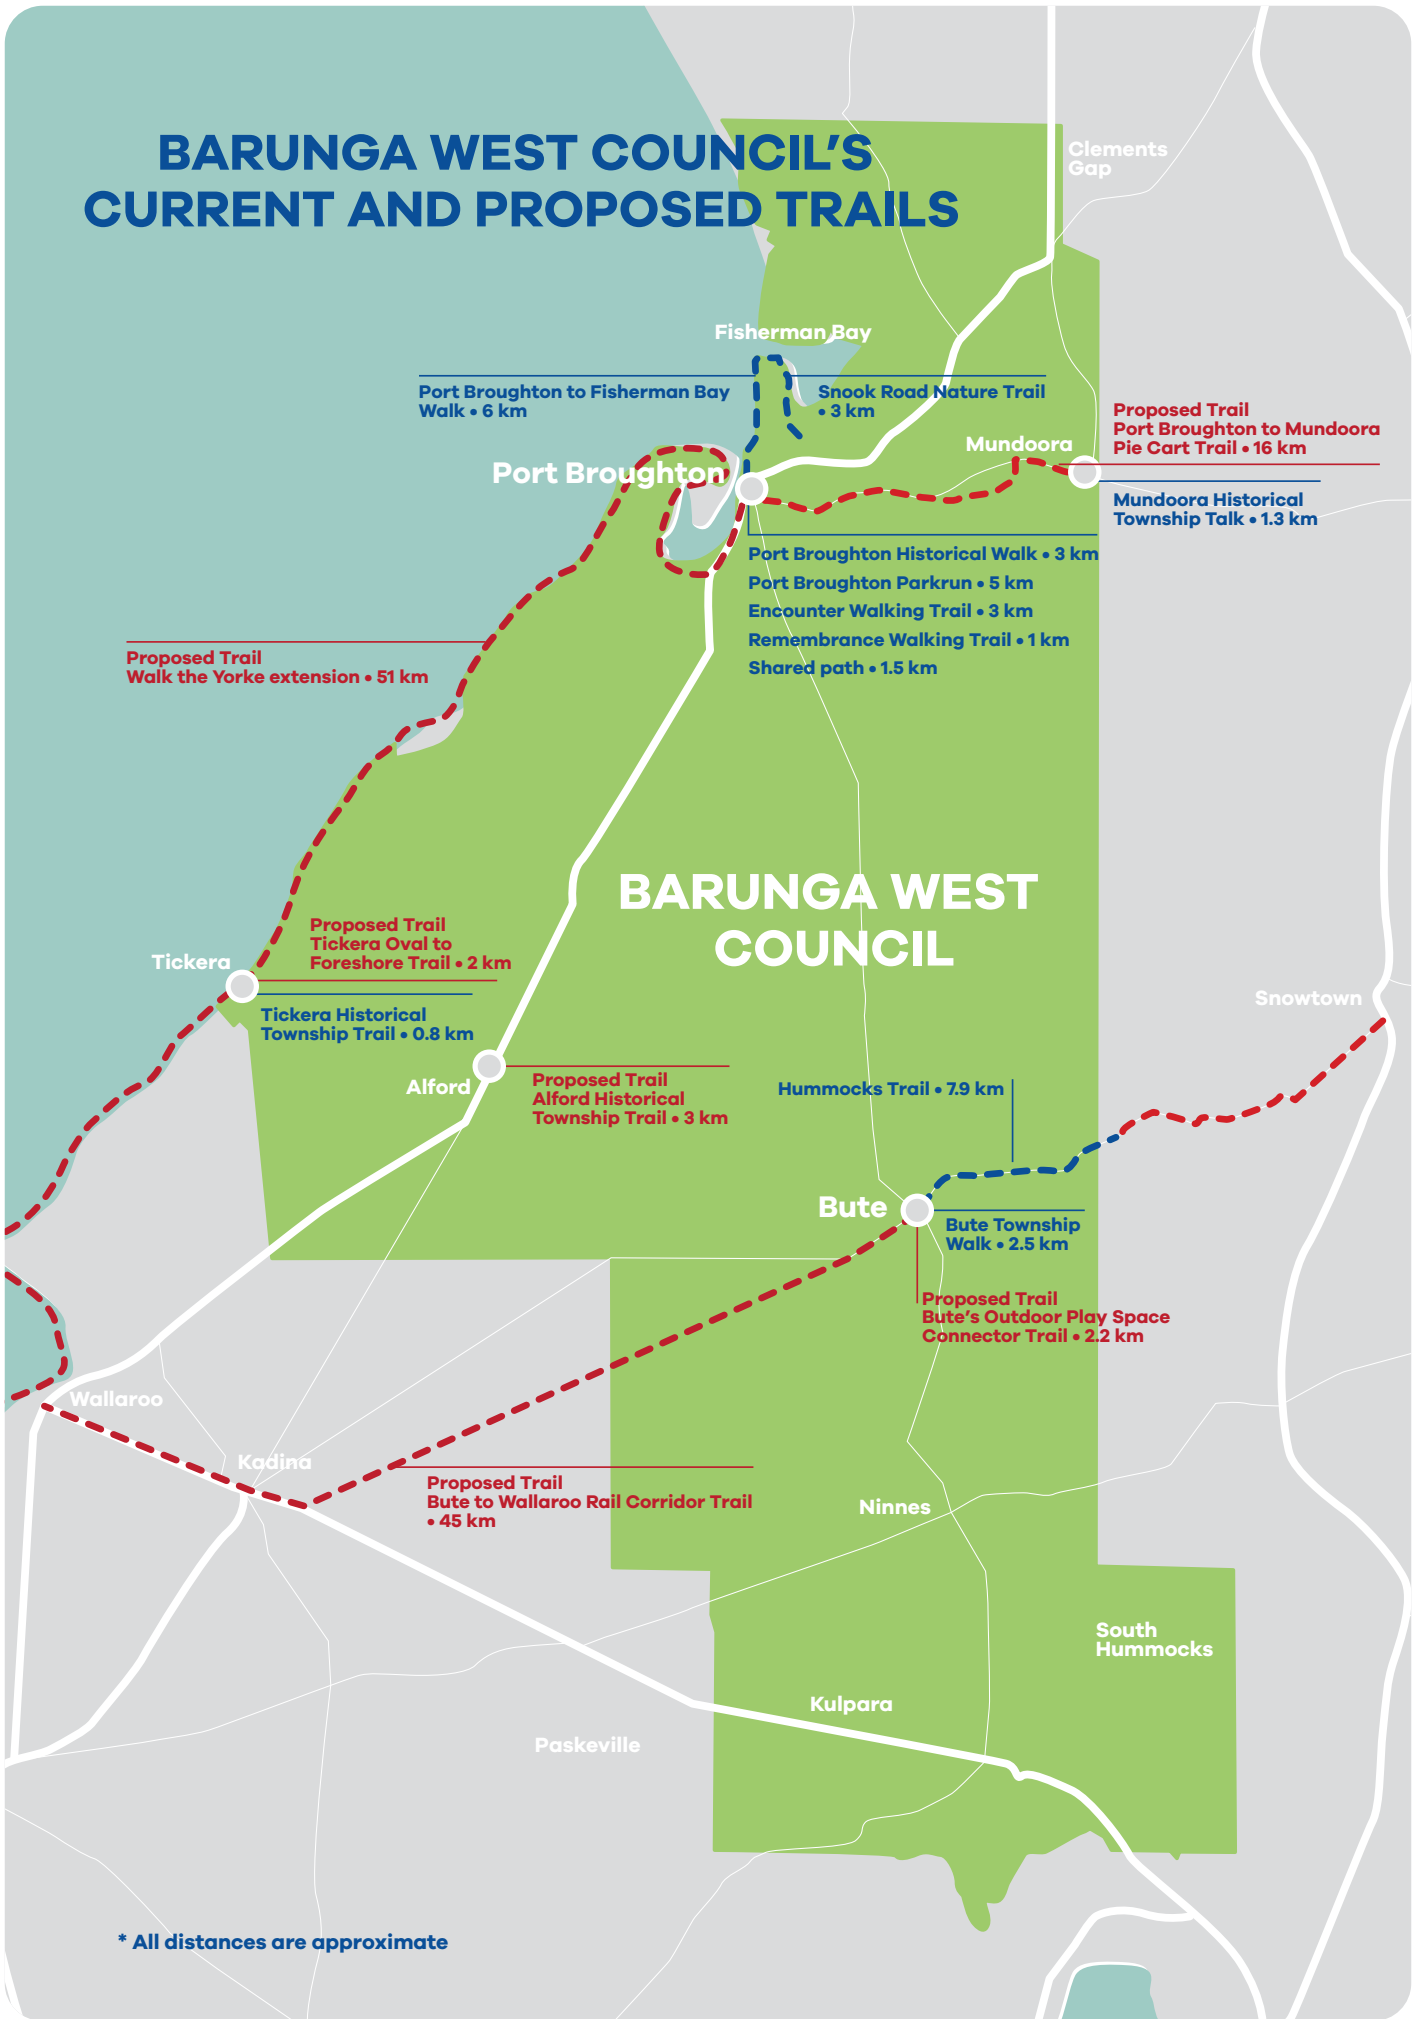 BARUNGA WEST COUNCIL'S
CURRENT AND PROPOSED TRAILS
Clements
Gap
Fisherman Bay
Port Broughton to Fisherman Bay
Walk • 6 km
Snook Road Nature Trail
• 3 km
Proposed Trail
Port Broughton to Mundoora
Pie Cart Trail • 16 km
Mundoora
Port Broughton
Mundoora Historical
Township Talk • 1.3 km
Port Broughton Historical Walk • 3 km
Port Broughton Parkrun • 5 km
Encounter Walking Trail • 3 km
Remembrance Walking Trail • 1 km
Shared path • 1.5 km
Proposed Trail
Walk the Yorke extension • 51 km
BARUNGA WEST
COUNCIL
Proposed Trail
Tickera Oval to
Foreshore Trail • 2 km
Tickera
Snowtown
Tickera Historical
Township Trail • 0.8 km
Alford
Proposed Trail
Alford Historical
Township Trail • 3 km
Hummocks Trail • 7.9 km
Bute
Bute Township
Walk • 2.5 km
Proposed Trail
Bute's Outdoor Play Space
Connector Trail • 2.2 km
Wallaroo
Kadina
Proposed Trail
Bute to Wallaroo Rail Corridor Trail
• 45 km
Ninnes
South
Hummocks
Kulpara
Paskeville
* All distances are approximate